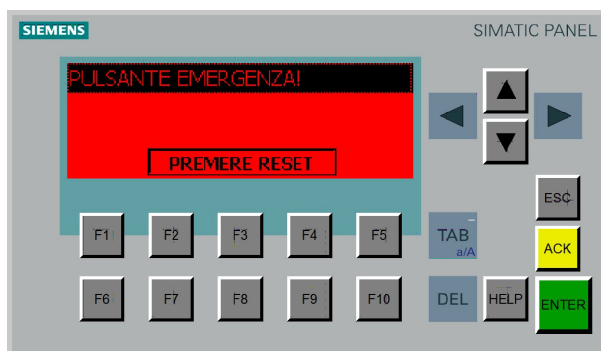 SIEMENS
SIMATIC PANEL
PULSANTE EMERGENZA!
PREMERE RESET
ESC
F1 F2 F3 F4 F5 TAB
a/A
ACK
F6 F7 F8 F9 F10 DEL HELP ENTER